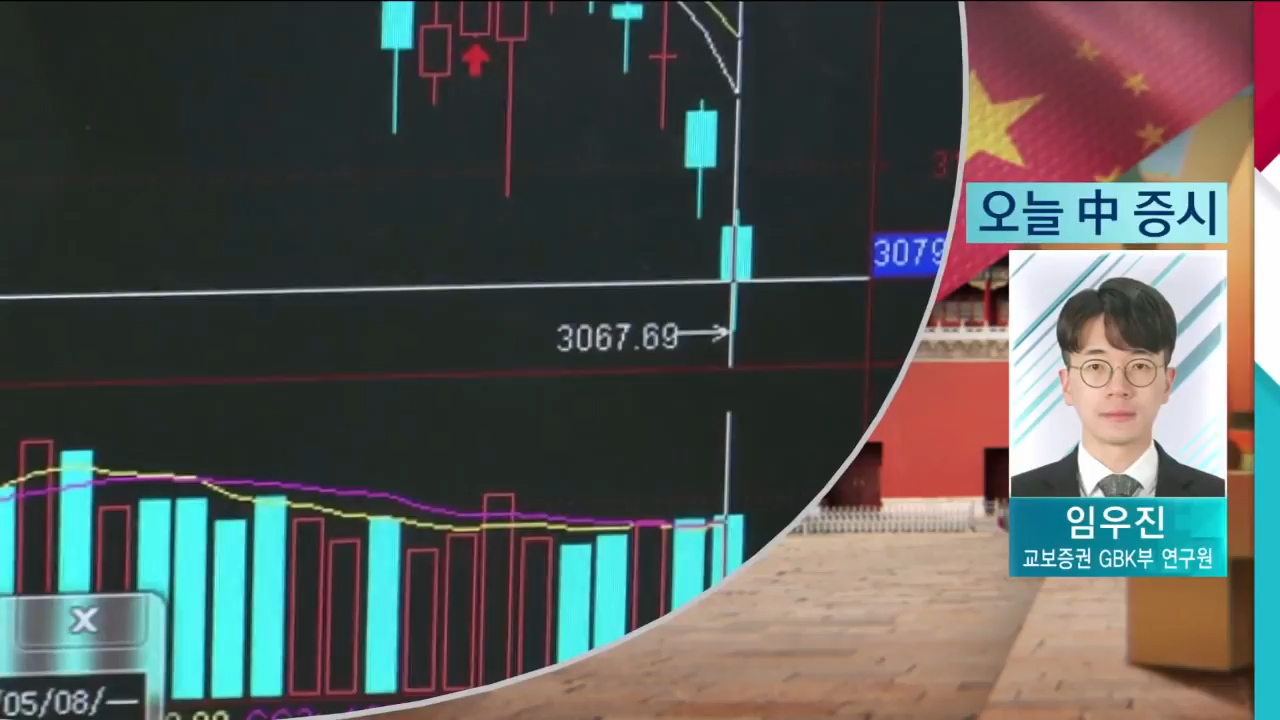 오늘 中 증시
3079
3067.69
임우진
교보증권 GBK부 연구원
X
/05/08/一